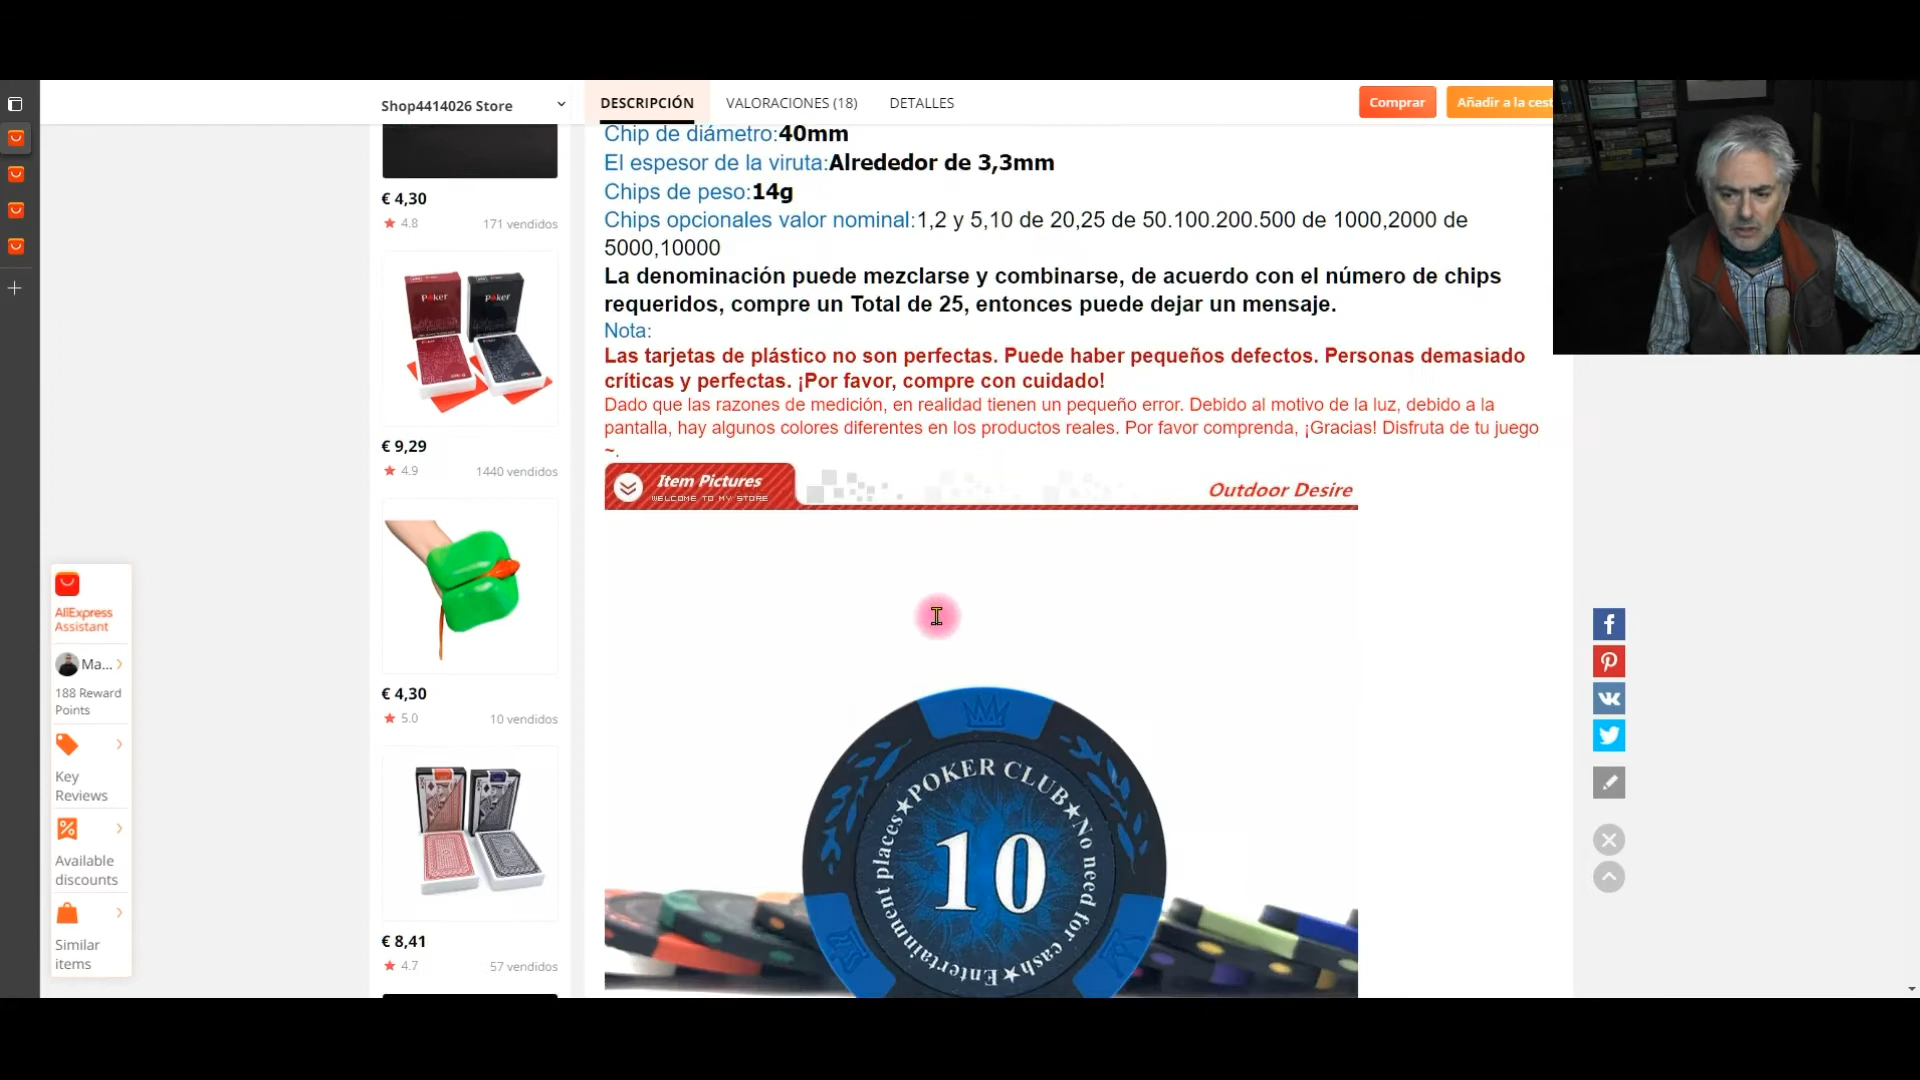 Shop4414026 Store
DESCRIPCIÓN
VALORACIONES (18)
DETALLES
Comprar
Añadir a la cest
Chip de diámetro:40mm
El espesor de la viruta:Alrededor de 3,3mm
Chips de peso:14g
Chips opcionales valor nominal:1,2 y 5,10 de 20,25 de 50.100.200.500 de 1000,2000 de
5000,10000
La denominación puede mezclarse y combinarse, de acuerdo con el número de chips
requeridos, compre un Total de 25, entonces puede dejar un mensaje.
Nota:
Las tarjetas de plástico no son perfectas. Puede haber pequeños defectos. Personas demasiado
críticas y perfectas. ¡Por favor, compre con cuidado!
Dado que las razones de medición, en realidad tienen un pequeño error. Debido al motivo de la luz, debido a la
pantalla, hay algunos colores diferentes en los productos reales. Por favor comprenda, ¡Gracias! Disfruta de tu juego
~.
Item Pictures
WELCOME TO MY STORE
Outdoor Desire
POKER CLUB
No need for cash
Entertainment places
10
€ 4,30
4.8
171 vendidos
Poker
Poker
€ 9,29
4.9
1440 vendidos
€ 4,30
5.0
10 vendidos
€ 8,41
4.7
57 vendidos
AliExpress
Assistant
Ma...
188 Reward
Points
Key
Reviews
Available
discounts
Similar
items